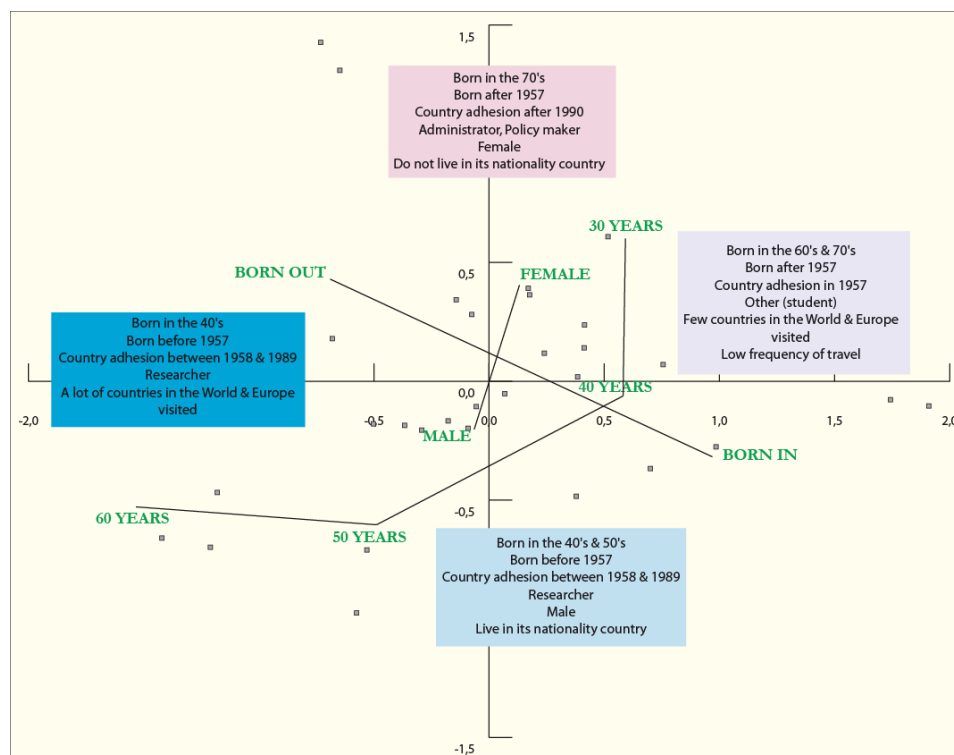 1,5
Born in the 70's
Born after 1957
Country adhesion after 1990
Administrator, Policy maker
Female
Do not live in its nationality country
30 YEARS
BORN OUT
0,5
FEMALE
Born in the 60's & 70's
Born after 1957
Country adhesion in 1957
Other (student)
Few countries in the World & Europe
visited
Low frequency of travel
Born in the 40's
Born before 1957
Country adhesion between 1958 & 1989
Researcher
A lot of countries in the World & Europe
visited
0,0
40 YEARS
-2,0
-0,5
0,0
0,5
2,0
MALE
BORN IN
-0,5
60 YEARS
50 YEARS
Born in the 40's & 50's
Born before 1957
Country adhesion between 1958 & 1989
Researcher
Male
Live in its nationality country
-1,5